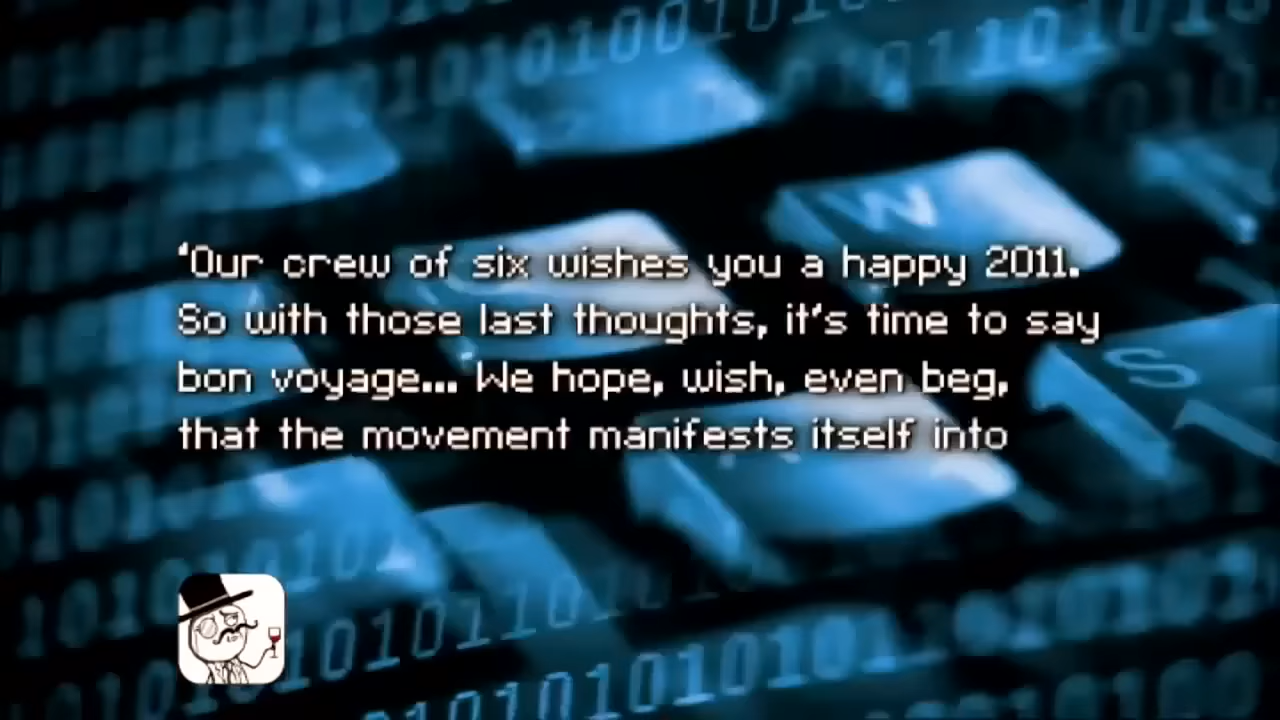 ‘Our crew of six wishes you a happy 2011.
So with those last thoughts, it's time to say
bon voyage... We hope, wish, even beg,
that the movement manifests itself into
W
S